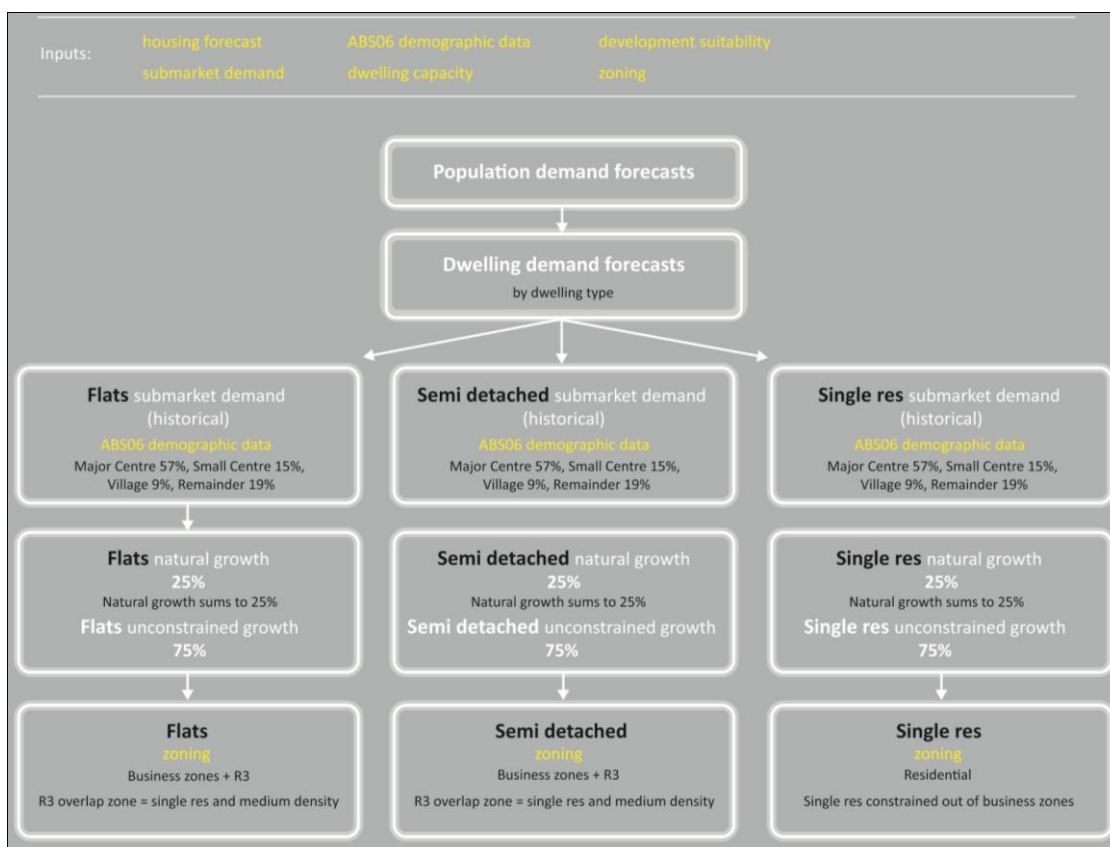 Inputs:
housing forecast
ABS06 demographic data
development suitability
submarket demand
dwelling capacity
zoning
Population demand forecasts
Dwelling demand forecasts
by dwelling type
Flats submarket demand
(historical)
ABS06 demographic data
Major Centre 57%, Small Centre 15%,
Village 9%, Remainder 19%
Semi detached submarket demand
(historical)
ABS06 demographic data
Major Centre 57%, Small Centre 15%,
Village 9%, Remainder 19%
Single res submarket demand
(historical)
ABS06 demographic data
Major Centre 57%, Small Centre 15%,
Village 9%, Remainder 19%
Flats natural growth
25%
Natural growth sums to 25%
Flats unconstrained growth
75%
Semi detached natural growth
25%
Natural growth sums to 25%
Semi detached unconstrained growth
75%
Single res natural growth
25%
Natural growth sums to 25%
Single res unconstrained growth
75%
Flats
zoning
Business zones + R3
R3 overlap zone = single res and medium density
Semi detached
zoning
Business zones + R3
R3 overlap zone = single res and medium density
Single res
zoning
Residential
Single res constrained out of business zones